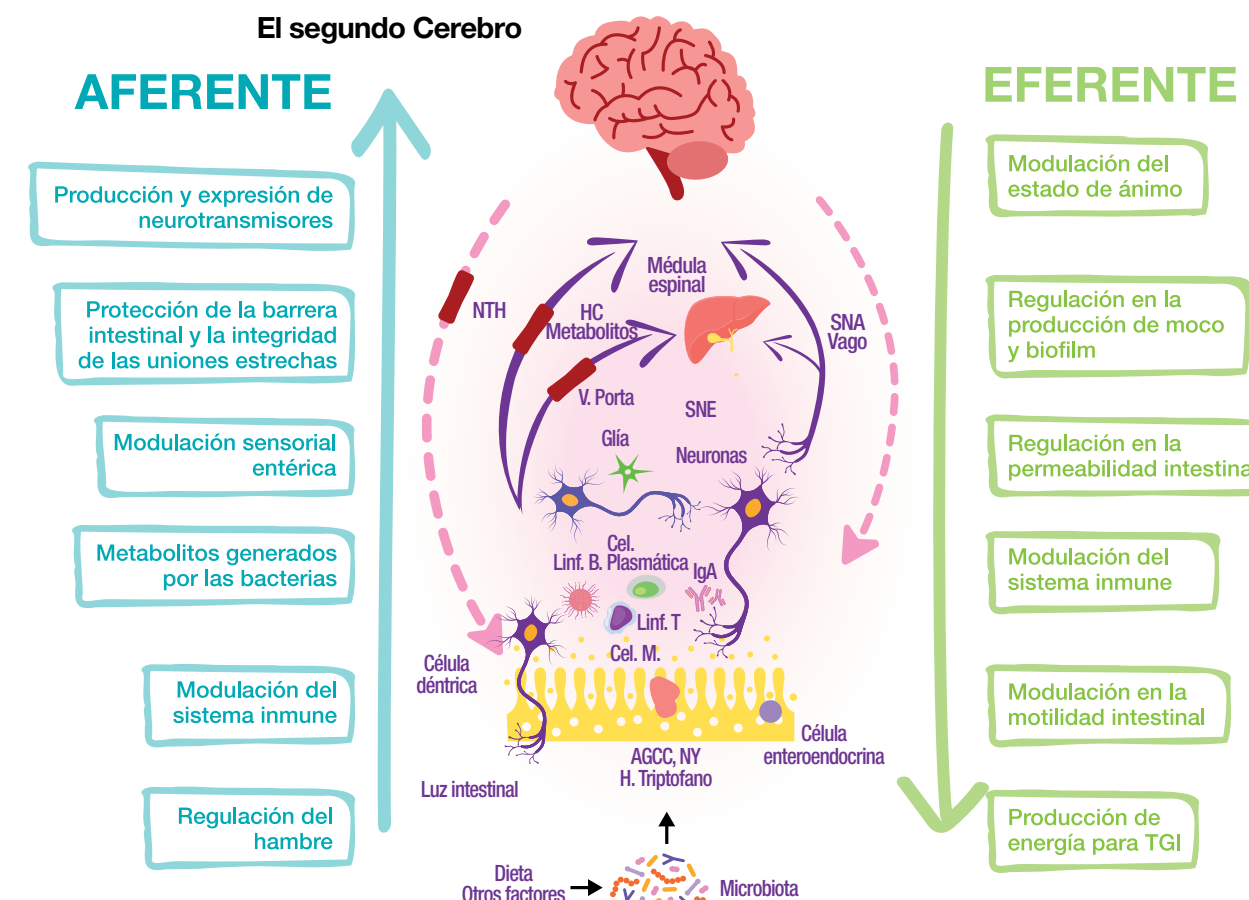 El segundo Cerebro
AFERENTE
Producción y expresión de
neurotransmisores
Protección de la barrera
intestinal y la integridad
de las uniones estrechas
Modulación sensorial
entérica
Metabolitos generados
por las bacterias
Modulación del
sistema inmune
Regulación del
hambre
NTH
HC
Metabolitos
Médula
espinal
SNA
Vago
V. Porta
SNE
Glía
Neuronas
Cel.
Linf. B. Plasmática
IgA
Linf. T
Cel. M.
Célula
déntrica
Célula
enteroendocrina
AGCC, NY
H. Triptofano
Luz intestinal
Dieta
Otros factores
Microbiota
EFERENTE
Modulación del
estado de ánimo
Regulación en la
producción de moco
y biofilm
Regulación en la
permeabilidad intestina
Modulación del
sistema inmune
Modulación en la
motilidad intestinal
Producción de
energía para TGI